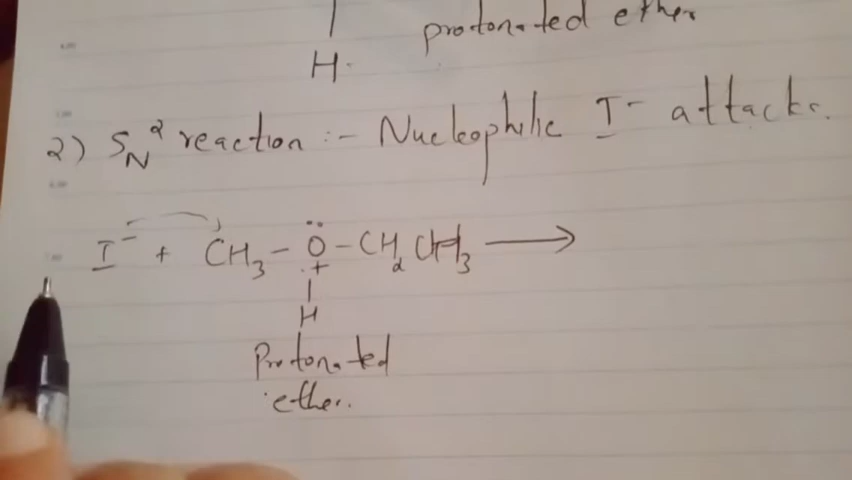 protonated ether
H
2) SN2 reaction :- Nucleophilic I- attacks.
I- + CH3 - Ö - CH2CH3 ⟶
+
H
Protonated
ether.